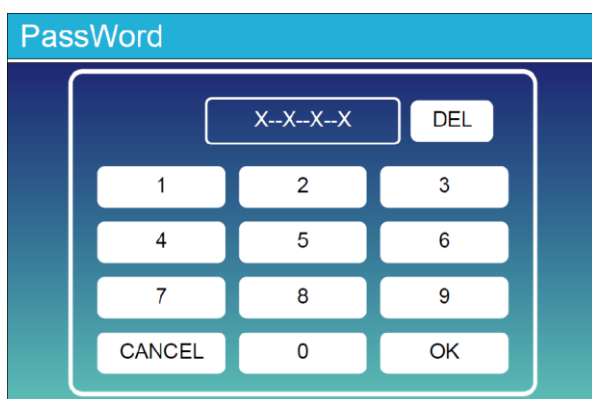 PassWord
X--X--X--X DEL
1 2 3
4 5 6
7 8 9
CANCEL 0 OK